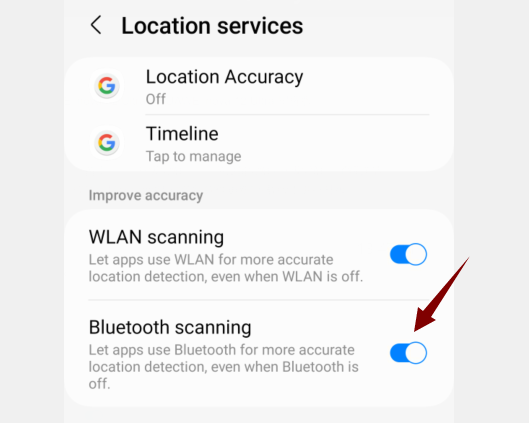 Location services
Location Accuracy
Off
Timeline
Tap to manage
Improve accuracy
WLAN scanning
Let apps use WLAN for more accurate
location detection, even when WLAN is off.
Bluetooth scanning
Let apps use Bluetooth for more accurate
location detection, even when Bluetooth is
off.